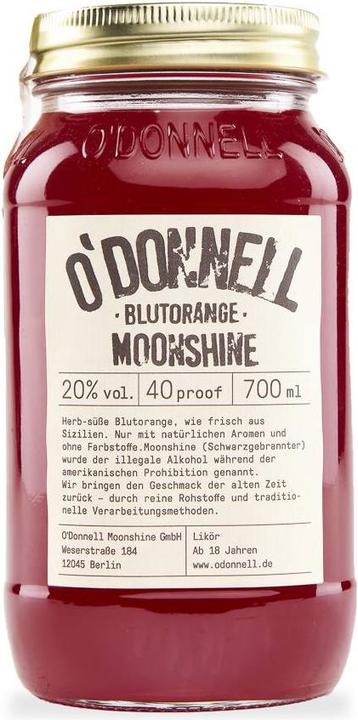 O'DONNELL
O'DONNELL
· BLUTORANGE ·
MOONSHINE
20% vol. 40 proof 700 ml
Herb-süße Blutorange, wie frisch aus
Sizilien. Nur mit natürlichen Aromen und
ohne Farbstoffe.Moonshine (Schwarzgebrannter)
wurde der illegale Alkohol während der
amerikanischen Prohibition genannt.
Wir bringen den Geschmack der alten Zeit
zurück – durch reine Rohstoffe und traditio-
nelle Verarbeitungsmethoden.
O'Donnell Moonshine GmbH
Weserstraße 184
12045 Berlin
Likör
Ab 18 Jahren
www.odonnell.de